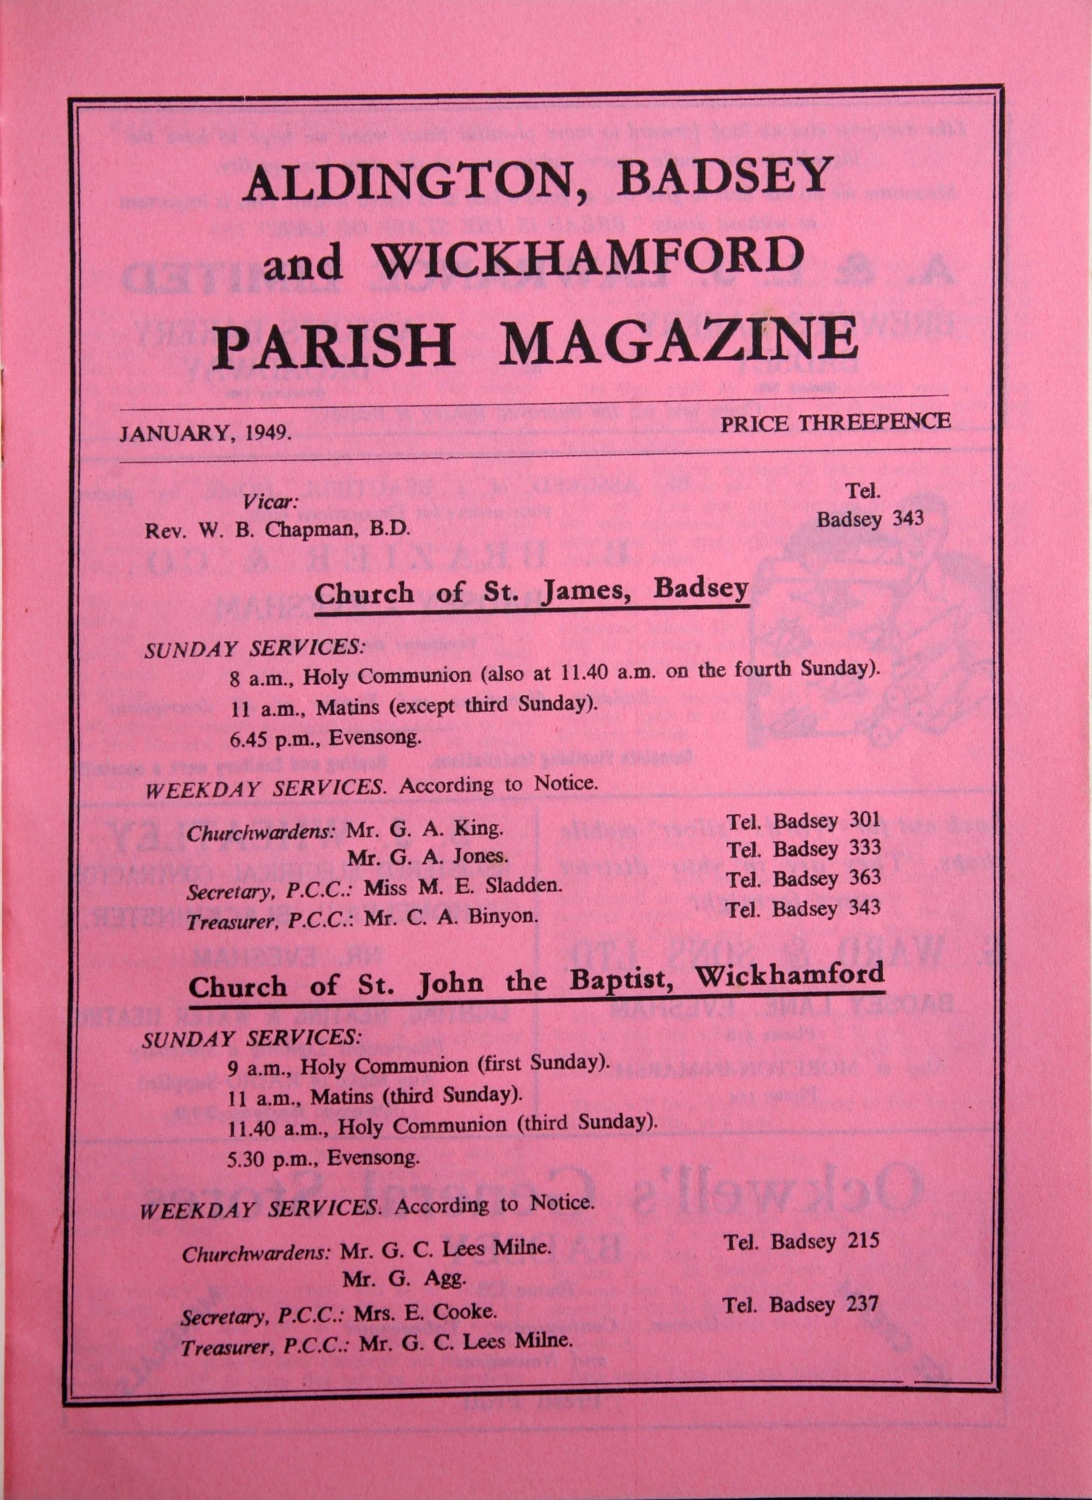 ALDINGTON, BADSEY
and WICKHAMFORD
PARISH MAGAZINE
JANUARY, 1949. PRICE THREEPENCE
Vicar: Tel.
Rev. W. B. Chapman, B.D. Badsey 343
Church of St. James, Badsey
SUNDAY SERVICES:
8 a.m., Holy Communion (also at 11.40 a.m. on the fourth Sunday).
11 a.m., Matins (except third Sunday).
6.45 p.m., Evensong.
WEEKDAY SERVICES. According to Notice.
Churchwardens: Mr. G. A. King. Tel. Badsey 301
Mr. G. A. Jones. Tel. Badsey 333
Secretary, P.C.C.: Miss M. E. Sladden. Tel. Badsey 363
Treasurer, P.C.C.: Mr. C. A. Binyon. Tel. Badsey 343
Church of St. John the Baptist, Wickhamford
SUNDAY SERVICES:
9 a.m., Holy Communion (first Sunday).
11 a.m., Matins (third Sunday).
11.40 a.m., Holy Communion (third Sunday).
5.30 p.m., Evensong.
WEEKDAY SERVICES. According to Notice.
Churchwardens: Mr. G. C. Lees Milne. Tel. Badsey 215
Mr. G. Agg.
Secretary, P.C.C.: Mrs. E. Cooke. Tel. Badsey 237
Treasurer, P.C.C.: Mr. G. C. Lees Milne.